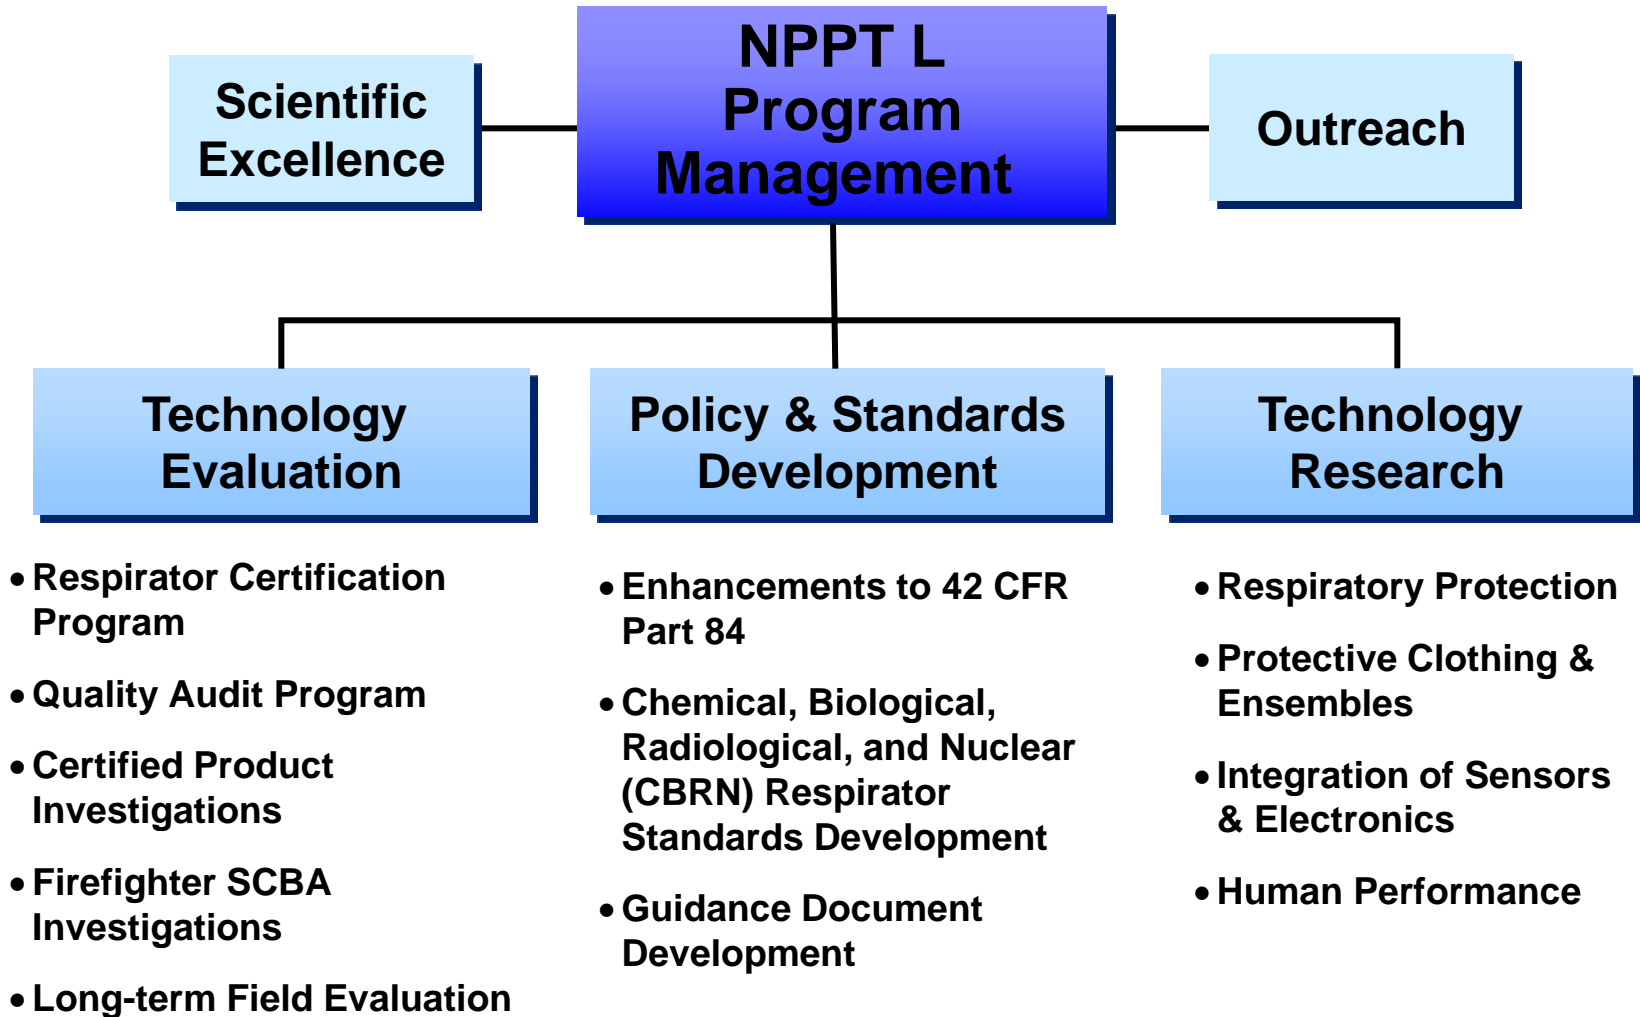 NPPT L
Program
Management
Scientific
Excellence
Outreach
Technology
Evaluation
• Respirator Certification
Program
• Quality Audit Program
• Certified Product
Investigations
• Firefighter SCBA
Investigations
• Long-term Field Evaluation
Policy & Standards
Development
• Enhancements to 42 CFR
Part 84
• Chemical, Biological,
Radiological, and Nuclear
(CBRN) Respirator
Standards Development
• Guidance Document
Development
Technology
Research
• Respiratory Protection
• Protective Clothing &
Ensembles
• Integration of Sensors
& Electronics
• Human Performance